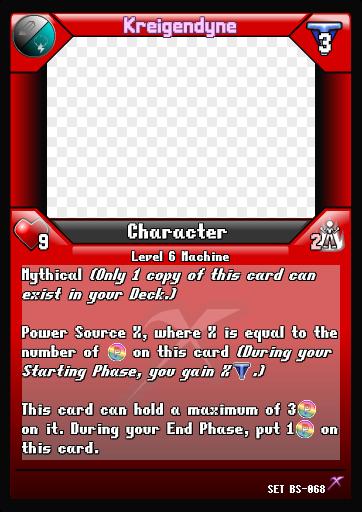 Kreigendyne
3
Character
9
2
Level 6 Machine
Mythical (Only 1 copy of this card can
exist in your Deck.)
Power Source X, where X is equal to the
number of P on this card (During your
Starting Phase, you gain X .)
This card can hold a maximum of 3 P
on it. During your End Phase, put 1 P on
this card.
SET BS-068